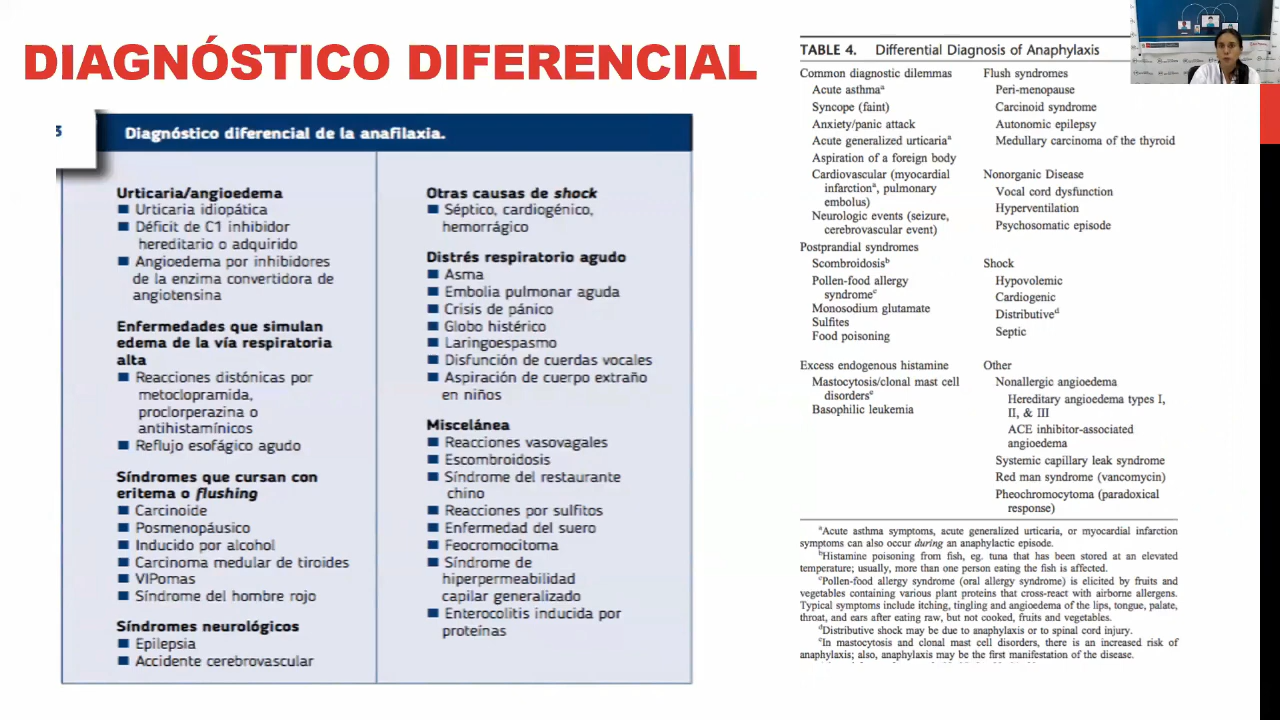 DIAGNÓSTICO DIFERENCIAL
3
Diagnóstico diferencial de la anafilaxia.
Urticaria/angioedema
Urticaria idiopática
Déficit de C1 inhibidor
hereditario o adquirido
Angioedema por inhibidores
de la enzima convertidora de
angiotensina
Enfermedades que simulan
edema de la vía respiratoria
alta
Reacciones distónicas por
metoclopramida,
proclorperazina o
antihistamínicos
Reflujo esofágico agudo
Síndromes que cursan con
eritema o flushing
Carcinoide
Posmenopáusico
Inducido por alcohol
Carcinoma medular de tiroides
VIPomas
Síndrome del hombre rojo
Síndromes neurológicos
Epilepsia
Accidente cerebrovascular
Otras causas de shock
Séptico, cardiogénico,
hemorrágico
Distrés respiratorio agudo
Asma
Embolia pulmonar aguda
Crisis de pánico
Globo histérico
Laringoespasmo
Disfunción de cuerdas vocales
Aspiración de cuerpo extraño
en niños
Miscelánea
Reacciones vasovagales
Escombroidosis
Síndrome del restaurante
chino
Reacciones por sulfitos
Enfermedad del suero
Feocromocitoma
Síndrome de
hiperpermeabilidad
capilar generalizado
Enterocolitis inducida por
proteínas
TABLE 4. Differential Diagnosis of Anaphylaxis
Common diagnostic dilemmas
Acute asthmaa
Syncope (faint)
Anxiety/panic attack
Acute generalized urticariaa
Aspiration of a foreign body
Cardiovascular (myocardial
infarctiona, pulmonary
embolus)
Neurologic events (seizure,
cerebrovascular event)
Postprandial syndromes
Scombroidosisb
Pollen-food allergy
syndromec
Monosodium glutamate
Sulfites
Food poisoning
Excess endogenous histamine
Mastocytosis/clonal mast cell
disorderse
Basophilic leukemia
Flush syndromes
Peri-menopause
Carcinoid syndrome
Autonomic epilepsy
Medullary carcinoma of the thyroid
Nonorganic Disease
Vocal cord dysfunction
Hyperventilation
Psychosomatic episode
Shock
Hypovolemic
Cardiogenic
Distributived
Septic
Other
Nonallergic angioedema
Hereditary angioedema types I,
II, & III
ACE inhibitor-associated
angioedema
Systemic capillary leak syndrome
Red man syndrome (vancomycin)
Pheochromocytoma (paradoxical
response)
aAcute asthma symptoms, acute generalized urticaria, or myocardial infarction
symptoms can also occur during an anaphylactic episode.
bHistamine poisoning from fish, eg. tuna that has been stored at an elevated
temperature; usually, more than one person eating the fish is affected.
cPollen-food allergy syndrome (oral allergy syndrome) is elicited by fruits and
vegetables containing various plant proteins that cross-react with airborne allergens.
Typical symptoms include itching, tingling and angioedema of the lips, tongue, palate,
throat, and ears after eating raw, but not cooked, fruits and vegetables.
dDistributive shock may be due to anaphylaxis or to spinal cord injury.
eIn mastocytosis and clonal mast cell disorders, there is an increased risk of
anaphylaxis; also, anaphylaxis may be the first manifestation of the disease.